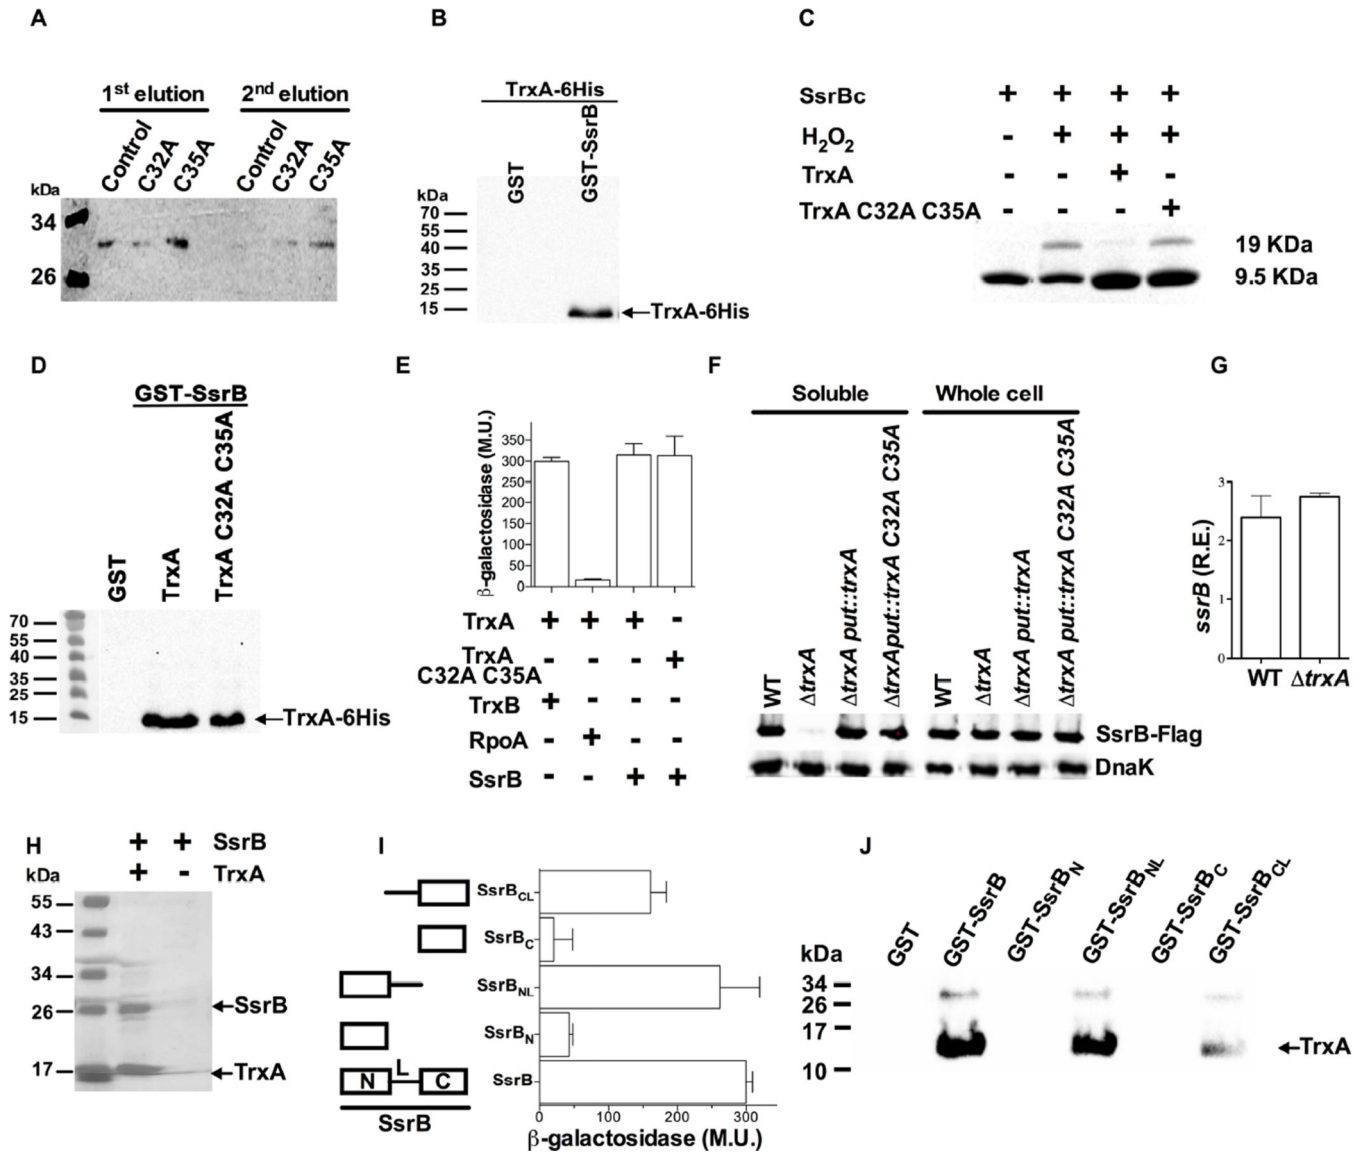 A
1st elution 2nd elution
Control C32A C35A Control C32A C35A
kDa
34
26
B
TrxA-6His
GST GST-SsrB
kDa
70
55
40
35
25
15
TrxA-6His
C
SsrBc + + + +
H2O2 - + + +
TrxA - - + -
TrxA C32A C35A - - - +
19 KDa
9.5 KDa
D
GST-SsrB
GST TrxA TrxA C32A C35A
70
55
40
35
25
15
TrxA-6His
E
β-galactosidase (M.U.)
350
300
250
200
150
100
50
0
TrxA + + + -
TrxA
C32A C35A - - - +
TrxB + - - -
RpoA - + - -
SsrB - - + +
F
Soluble Whole cell
WT ΔtrxA ΔtrxA put::trxA ΔtrxAput::trxA C32A C35A WT ΔtrxA ΔtrxA put::trxA ΔtrxA put::trxA C32A C35A
SsrB-Flag
DnaK
G
ssrB (R.E.)
3
2
1
0
WT ΔtrxA
H
+ + SsrB
kDa + - TrxA
55
43
34
26
17
SsrB
TrxA
I
SsrBCL
SsrBC
SsrBNL
SsrBN
N L C SsrB
SsrB
0 100 200 300
β-galactosidase (M.U.)
J
GST GST-SsrB GST-SsrBN GST-SsrBNL GST-SsrBC GST-SsrBCL
kDa
34
26
17
10
TrxA